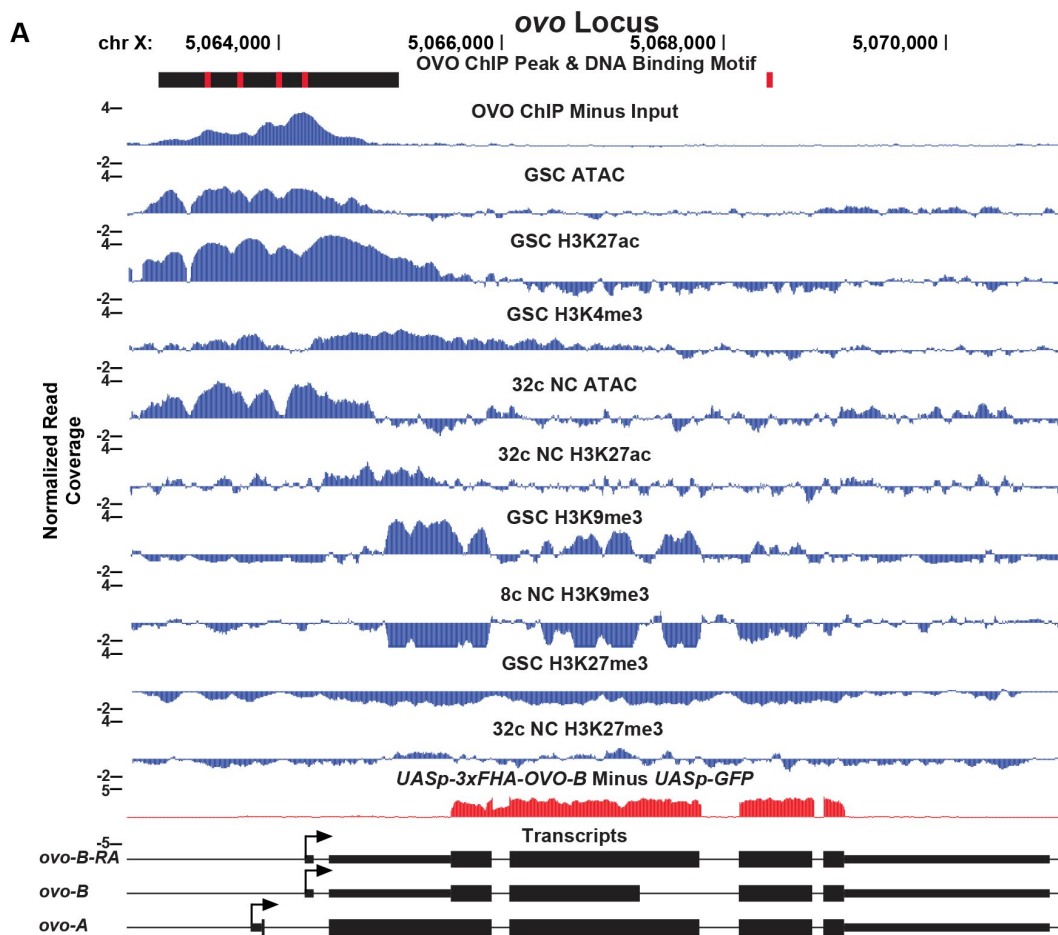 A
ovo Locus
chr X: 5,064,000 5,066,000 5,068,000 5,070,000
OVO ChIP Peak & DNA Binding Motif
4
OVO ChIP Minus Input
-2
4
GSC ATAC
-2
4
GSC H3K27ac
-2
4
GSC H3K4me3
-2
4
32c NC ATAC
-2
4
32c NC H3K27ac
-2
4
GSC H3K9me3
-2
4
8c NC H3K9me3
-2
4
GSC H3K27me3
-2
4
32c NC H3K27me3
-2
5
UASp-3xFHA-OVO-B Minus UASp-GFP
-5
Normalized Read
Coverage
Transcripts
ovo-B-RA
ovo-B
ovo-A